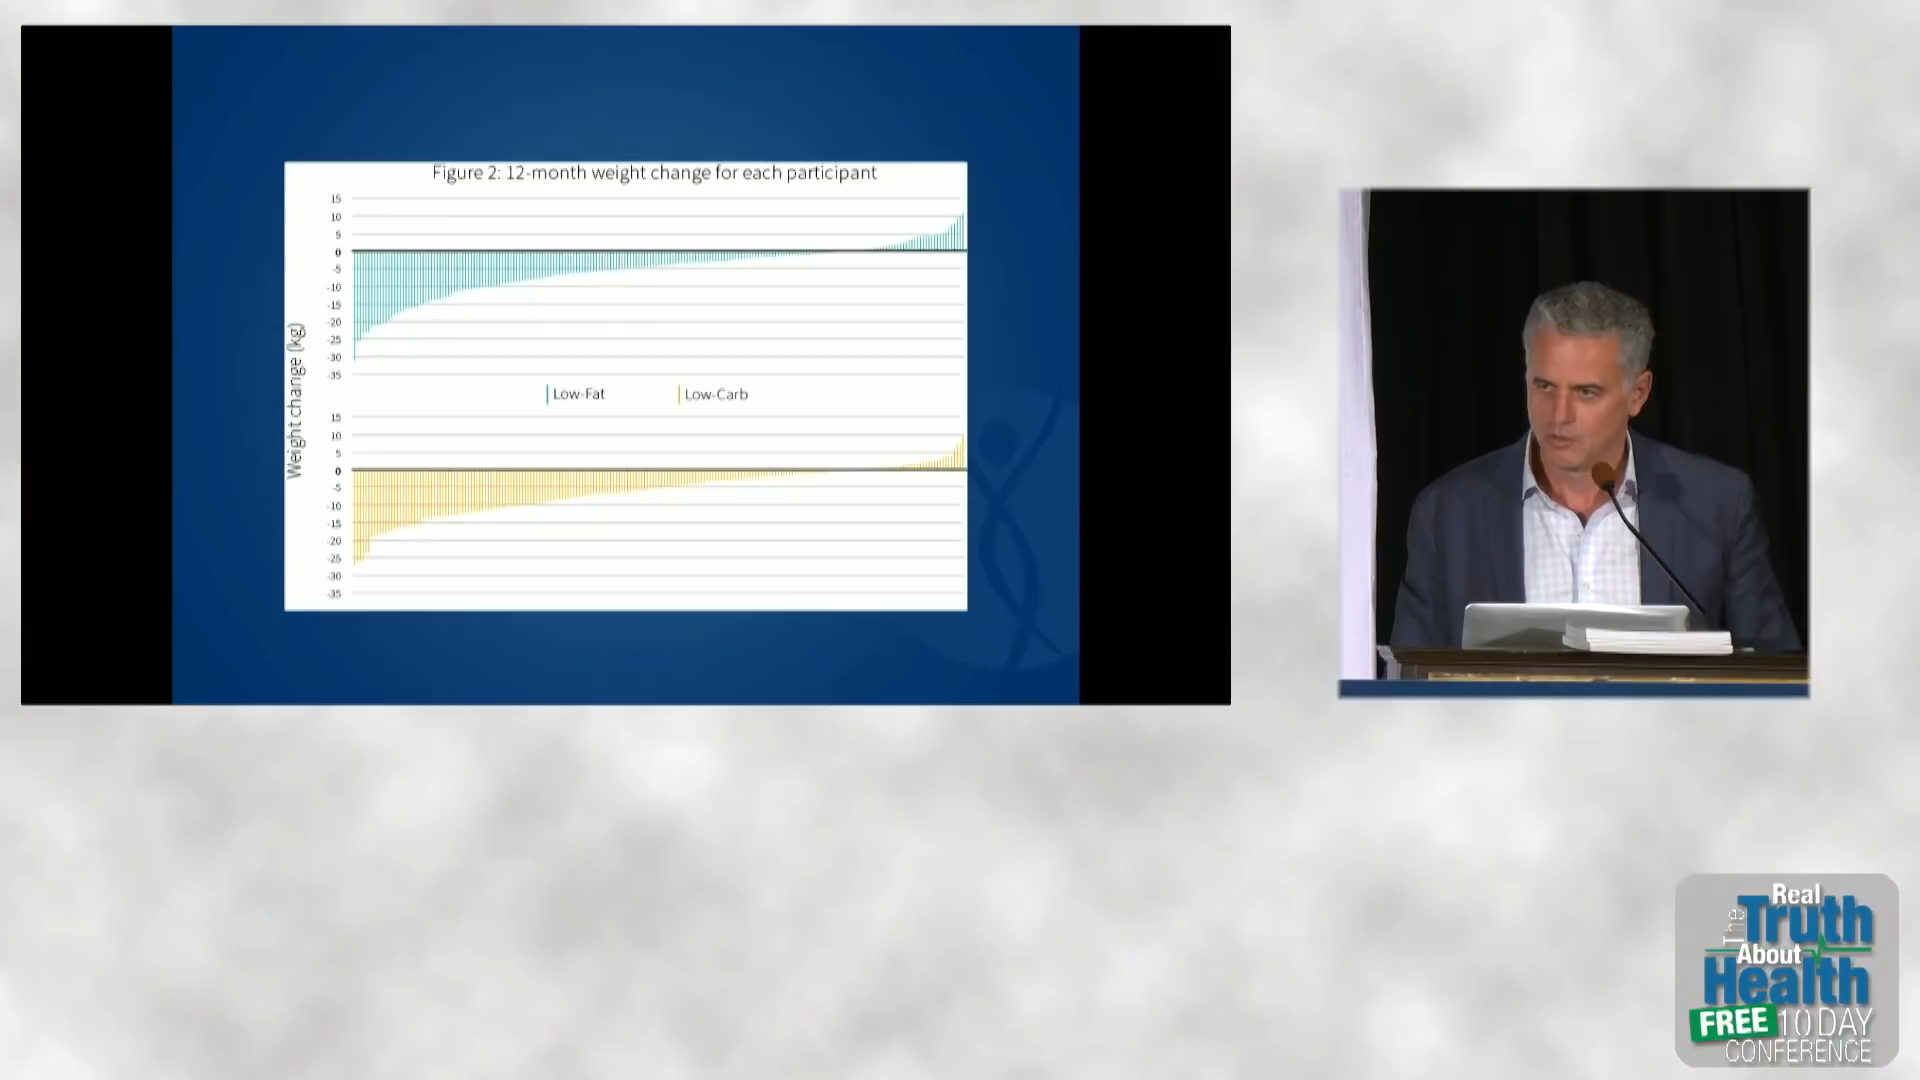 Figure 2: 12-month weight change for each participant
Weight change (kg)
15
10
5
0
-5
-10
-15
-20
-25
-30
-35
Low-Fat
Low-Carb
15
10
5
0
-5
-10
-15
-20
-25
-30
-35
The Real
Truth
About
Health
FREE 10 DAY
CONFERENCE